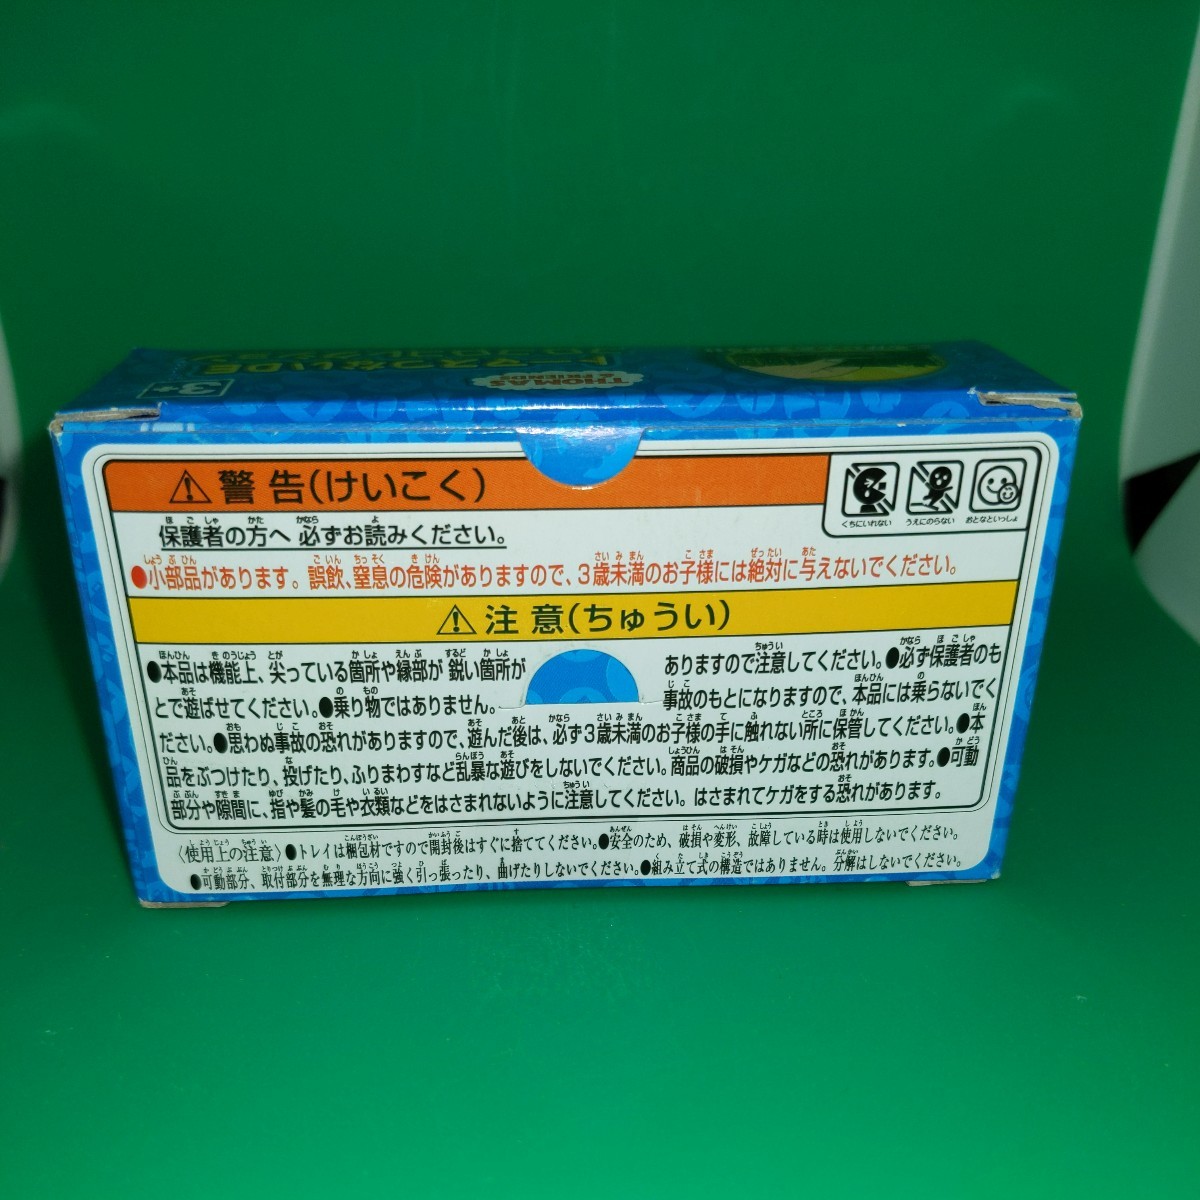 THOMAS
& FRIENDS
トーマスつないDE
警告(けいこく)
保護者の方へ 必ずお読みください。
くちにいれない うえにのらない おとなといっしょ
●小部品があります。誤飲、窒息の危険がありますので、3歳未満のお子様には絶対に与えないでください。
注意(ちゅうい)
●本品は機能上、尖っている箇所や縁部が 鋭い箇所が ありますので注意してください。●必ず保護者のも
とで遊ばせてください。●乗り物ではありません。 事故のもとになりますので、本品には乗らないでく
ださい。●思わぬ事故の恐れがありますので、遊んだ後は、必ず3歳未満のお子様の手に触れない所に保管してください。●本
品をぶつけたり、投げたり、ふりまわすなど乱暴な遊びをしないでください。商品の破損やケガなどの恐れがあります。●可動
部分や隙間に、指や髪の毛や衣類などをはさまれないように注意してください。はさまれてケガをする恐れがあります。
〈使用上の注意〉●トレイは梱包材ですので開封後はすぐに捨ててください。●安全のため、破損や変形、故障している時は使用しないでください。
●可動部分、取付部分を無理な方向に強く引っ張ったり、曲げたりしないでください。●組み立て式の構造ではありません。分解はしないでください。